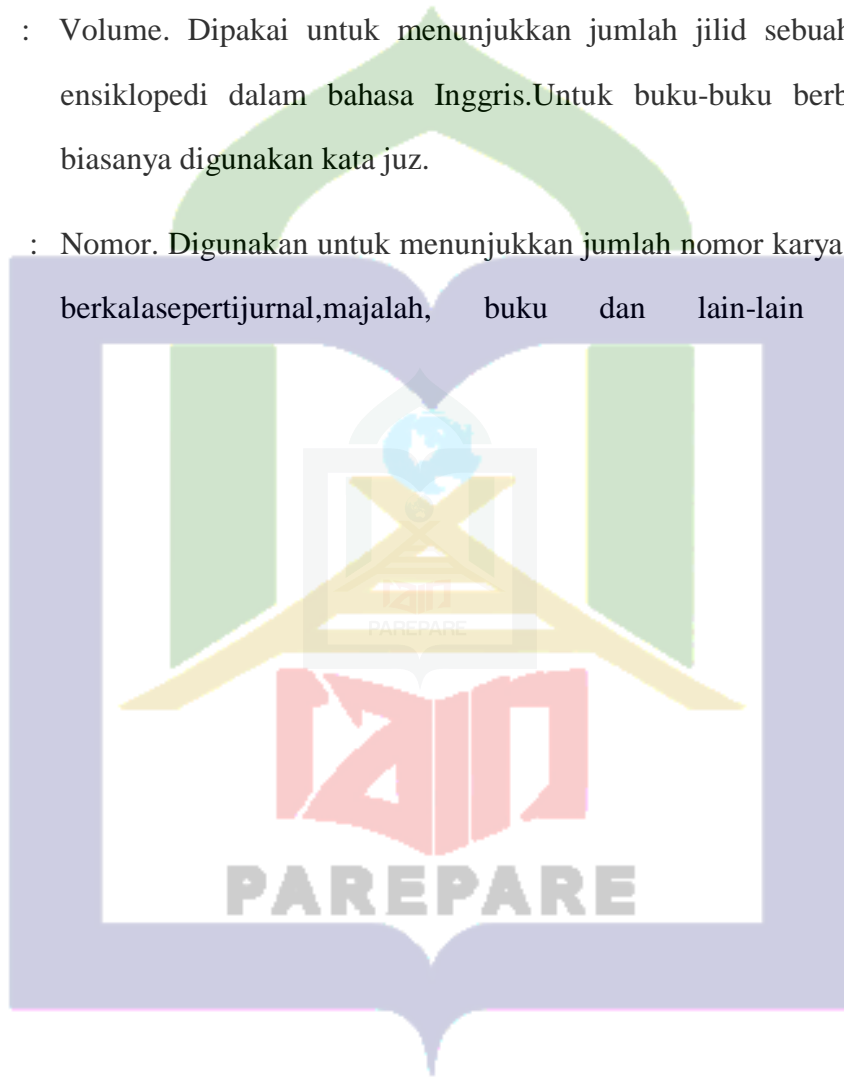 : Volume. Dipakai untuk menunjukkan jumlah jilid sebuah
ensiklopedi dalam bahasa Inggris.Untuk buku-buku berb
biasanya digunakan kata juz.
: Nomor. Digunakan untuk menunjukkan jumlah nomor karya
berkalasepertijurnal,majalah, buku dan lain-lain
iain
PAREPARE
iain
PAREPARE